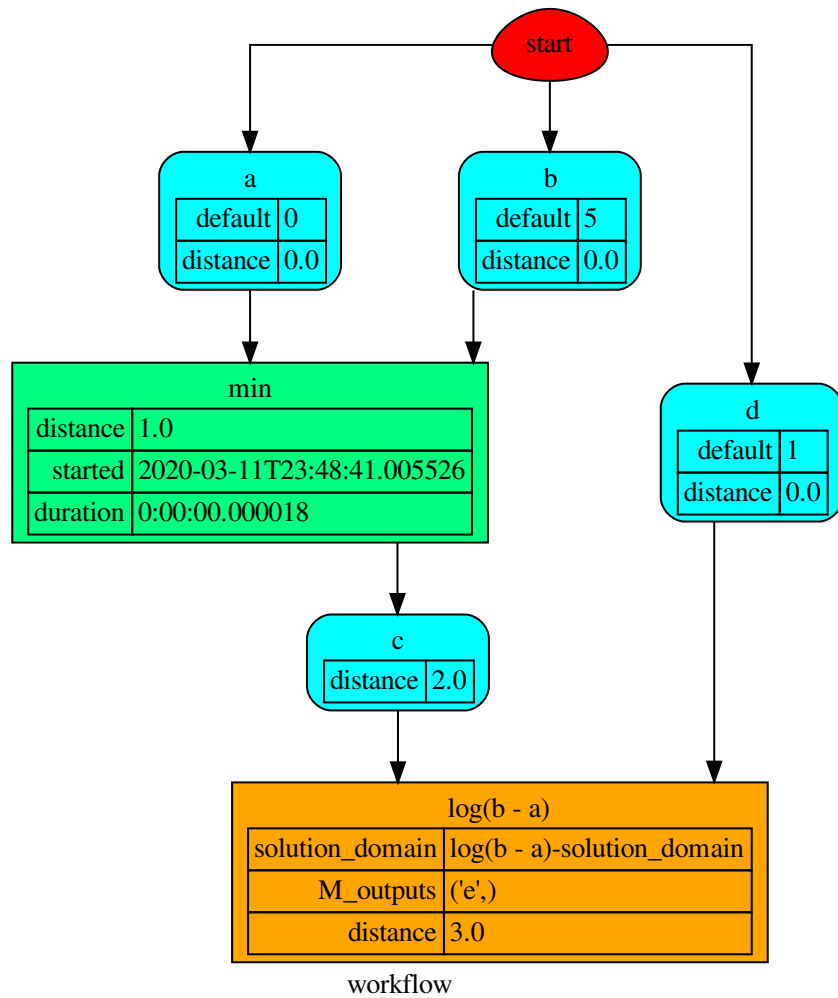 start
a
default 0
distance 0.0
b
default 5
distance 0.0
min
distance 1.0
started 2020-03-11T23:48:41.005526
duration 0:00:00.000018
d
default 1
distance 0.0
c
distance 2.0
log(b - a)
solution_domain log(b - a)-solution_domain
M_outputs ('e',)
distance 3.0
workflow